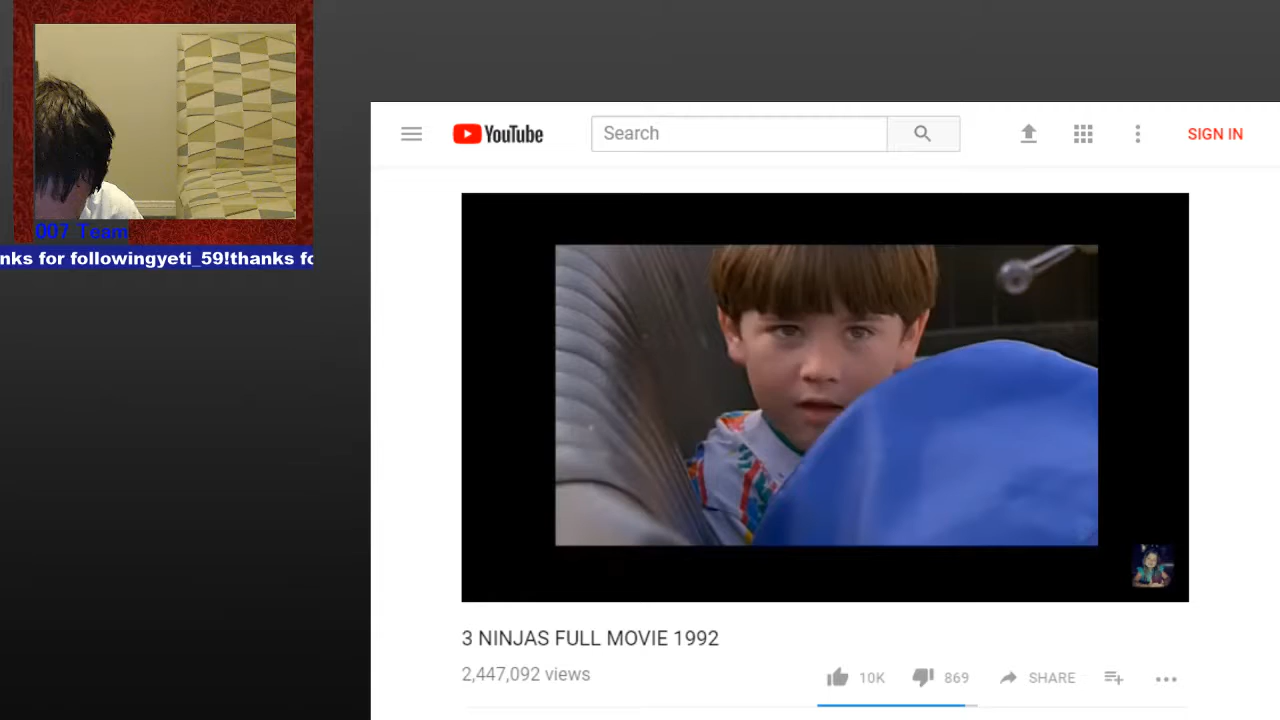 YouTube
Search
SIGN IN
007 Team
nks for followingyeti_59!thanks fo
3 NINJAS FULL MOVIE 1992
2,447,092 views
10K
869
SHARE